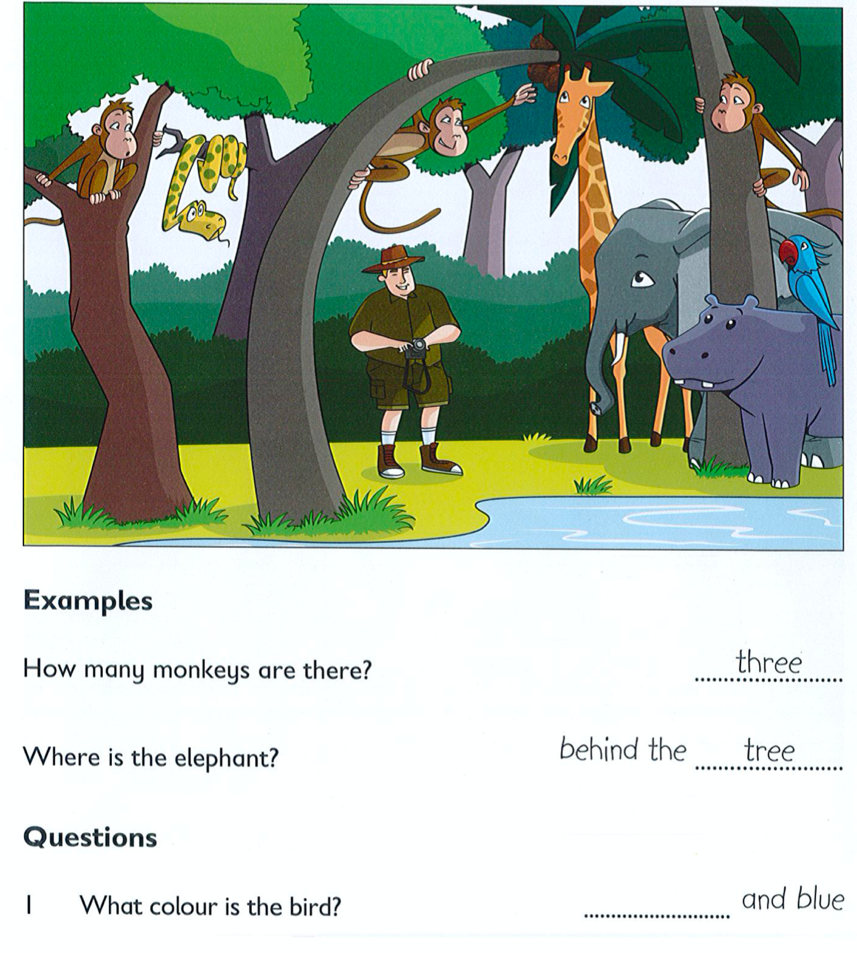 Examples
How many monkeys are there? three
Where is the elephant? behind the tree
Questions
1 What colour is the bird? and blue